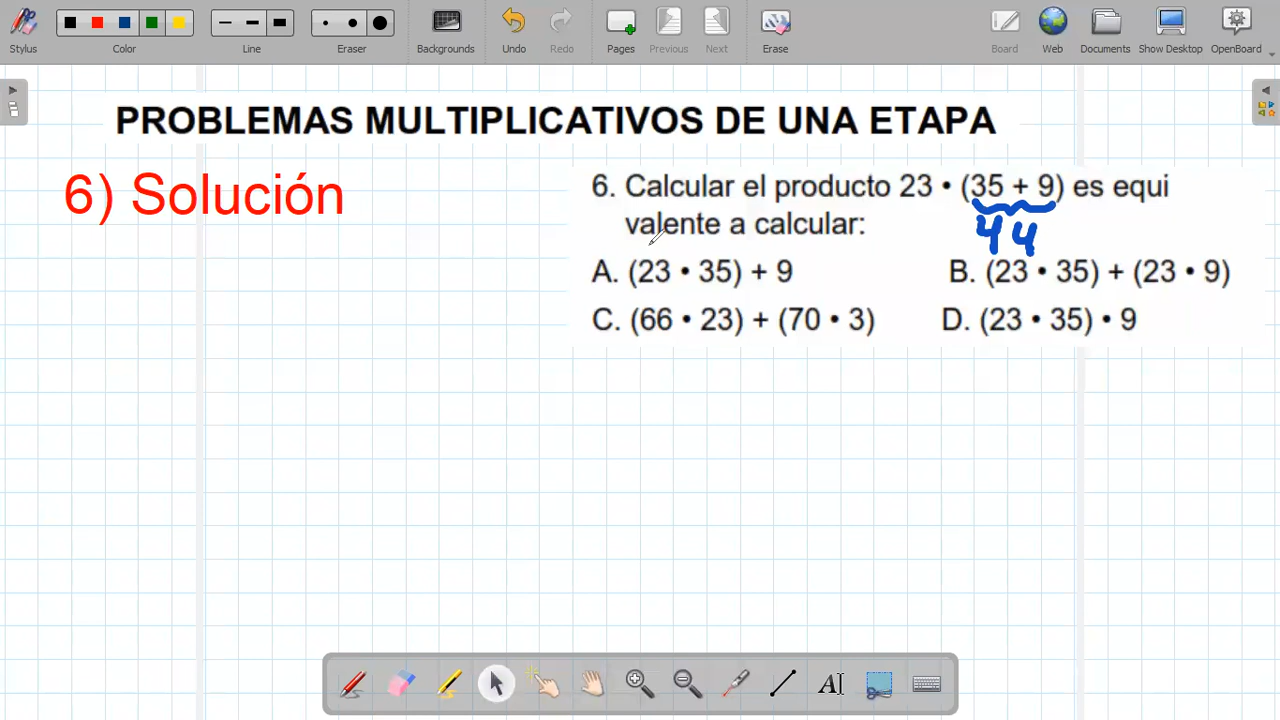 Stylus Color Line Eraser Backgrounds Undo Redo Pages Previous Next Erase Board Web Documents Show Desktop OpenBoard
PROBLEMAS MULTIPLICATIVOS DE UNA ETAPA
6) Solución
6. Calcular el producto 23 • (35 + 9) es equi
valente a calcular:
44
A. (23 • 35) + 9 B. (23 • 35) + (23 • 9)
C. (66 • 23) + (70 • 3) D. (23 • 35) • 9
AI